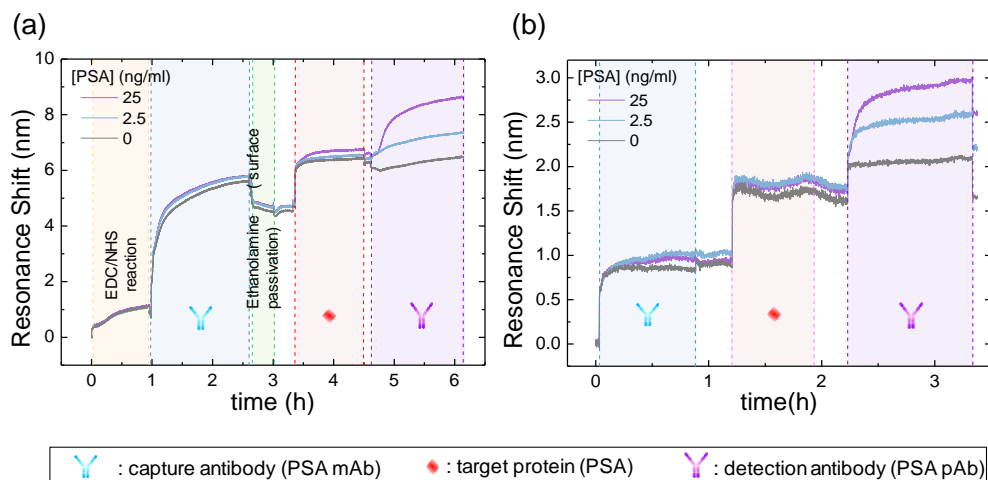 (a)
[PSA] (ng/ml)
25
2.5
0
EDC/NHS
reaction
Ethanolamine ( surface
passivation)
Resonance Shift (nm)
10
8
6
4
2
0
0 1 2 3 4 5 6
time (h)
(b)
[PSA] (ng/ml)
25
2.5
0
Resonance Shift (nm)
3.0
2.5
2.0
1.5
1.0
0.5
0.0
0 1 2 3
time(h)
: capture antibody (PSA mAb) : target protein (PSA) : detection antibody (PSA pAb)